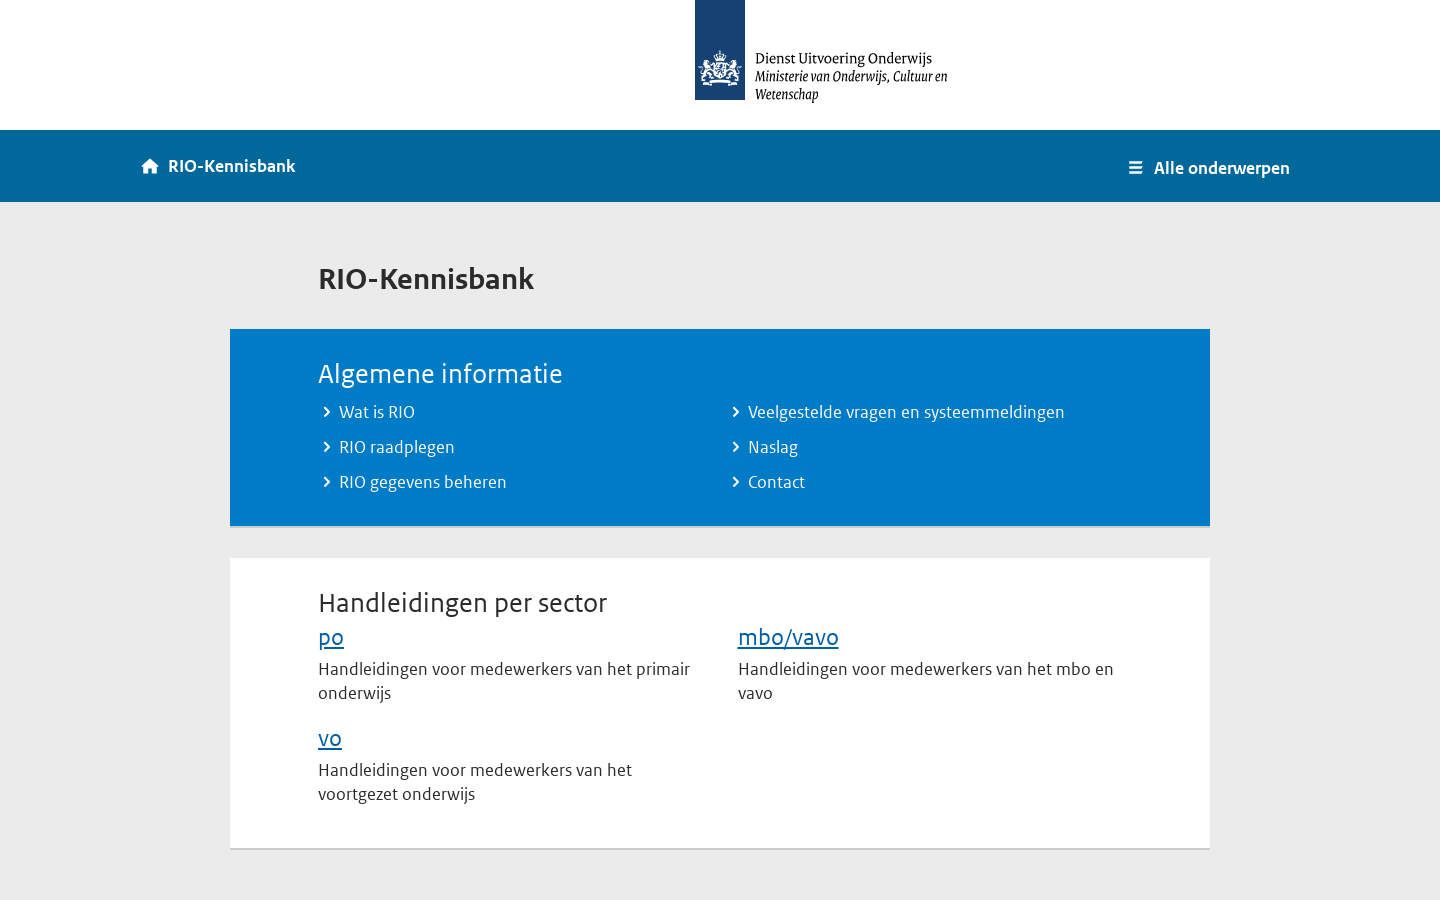 Dienst Uitvoering Onderwijs
Ministerie van Onderwijs, Cultuur en
Wetenschap
RIO-Kennisbank
Alle onderwerpen
RIO-Kennisbank
Algemene informatie
Wat is RIO
RIO raadplegen
RIO gegevens beheren
Veelgestelde vragen en systeemmeldingen
Naslag
Contact
Handleidingen per sector
po
Handleidingen voor medewerkers van het primair
onderwijs
mbo/vavo
Handleidingen voor medewerkers van het mbo en
vavo
vo
Handleidingen voor medewerkers van het
voortgezet onderwijs